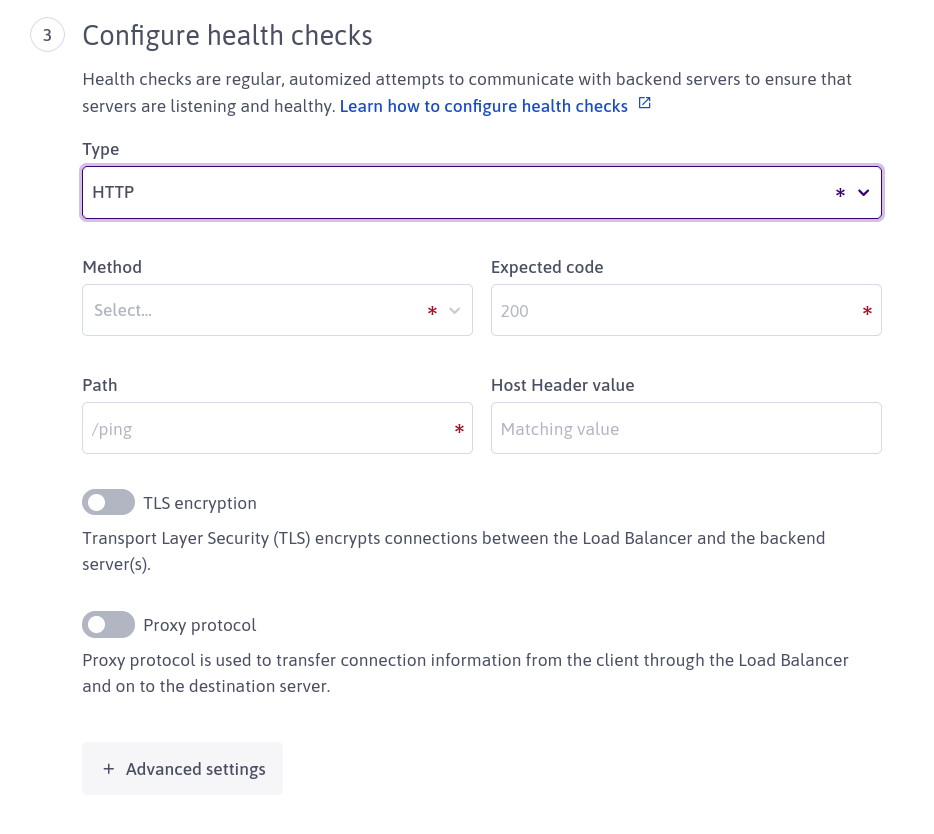 3 Configure health checks
Health checks are regular, automized attempts to communicate with backend servers to ensure that
servers are listening and healthy. Learn how to configure health checks
Type
HTTP *
Method Expected code
Select... * 200 *
Path Host Header value
/ping * Matching value
TLS encryption
Transport Layer Security (TLS) encrypts connections between the Load Balancer and the backend
server(s).
Proxy protocol
Proxy protocol is used to transfer connection information from the client through the Load Balancer
and on to the destination server.
+ Advanced settings